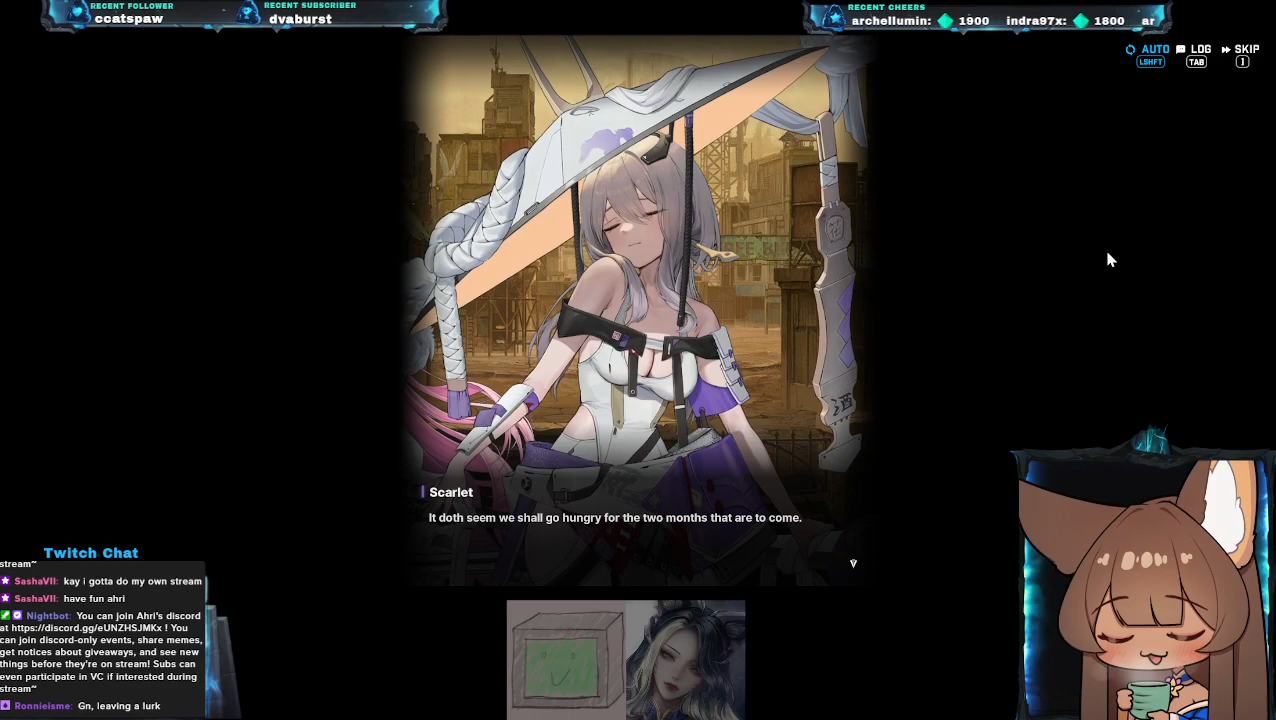 RECENT FOLLOWER
ccatspaw
RECENT SUBSCRIBER
dvaburst
RECENT CHEERS
archellumin: 1900 indra97x: 1800 ar
AUTO LOG SKIP
LSHFT TAB
酒
Scarlet
It doth seem we shall go hungry for the two months that are to come.
Twitch Chat
stream~
SashaVII: kay i gotta do my own stream
SashaVII: have fun ahri
Nightbot: You can join Ahri's discord
at https://discord.gg/eUNZHSJMKx ! You
can join discord-only events, share memes,
get notices about giveaways, and see new
things before they're on stream! Subs can
even participate in VC if interested during
stream~
Ronnieisme: Gn, leaving a lurk